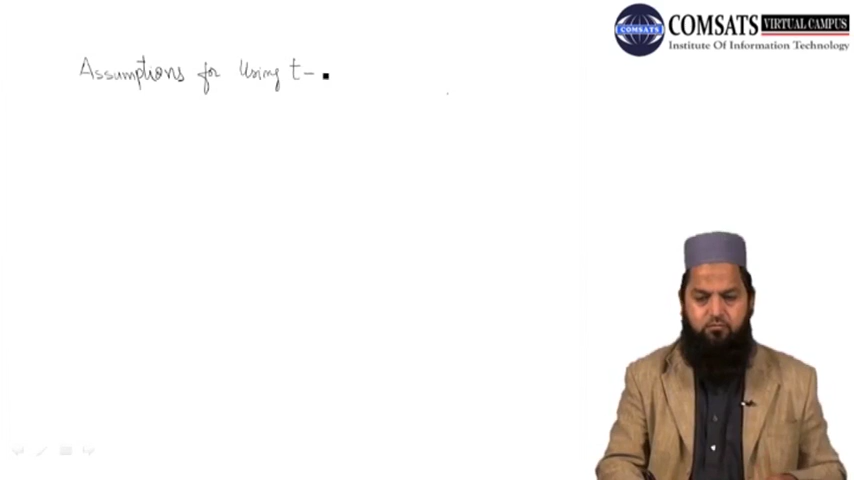 Assumptions for Using t-
COMSATS VIRTUAL CAMPUS
COMSATS
Institute Of Information Technology